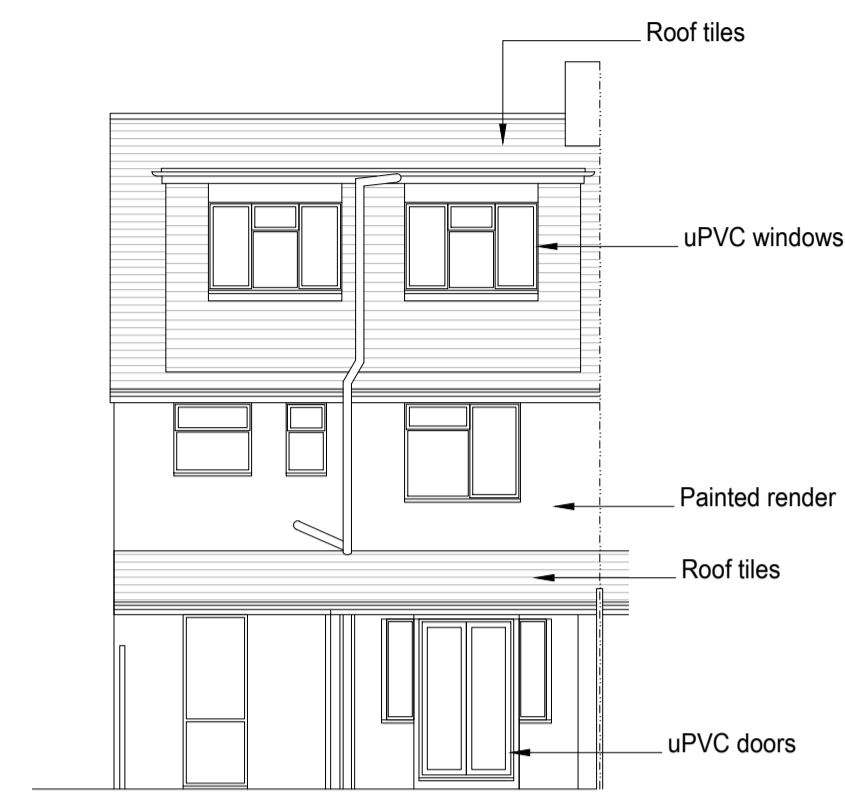 Roof tiles
uPVC windows
Painted render
Roof tiles
uPVC doors